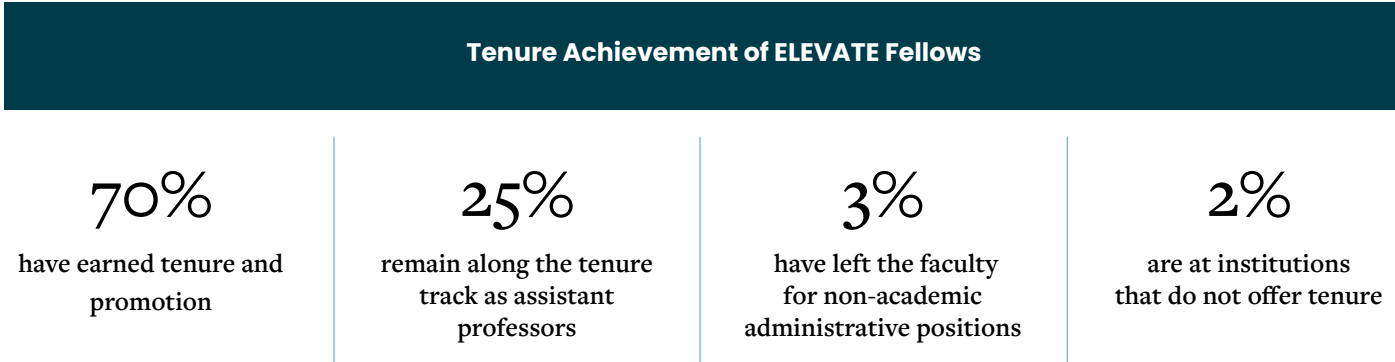 Tenure Achievement of ELEVATE Fellows
70%
have earned tenure and
promotion
25%
remain along the tenure
track as assistant
professors
3%
have left the faculty
for non-academic
administrative positions
2%
are at institutions
that do not offer tenure